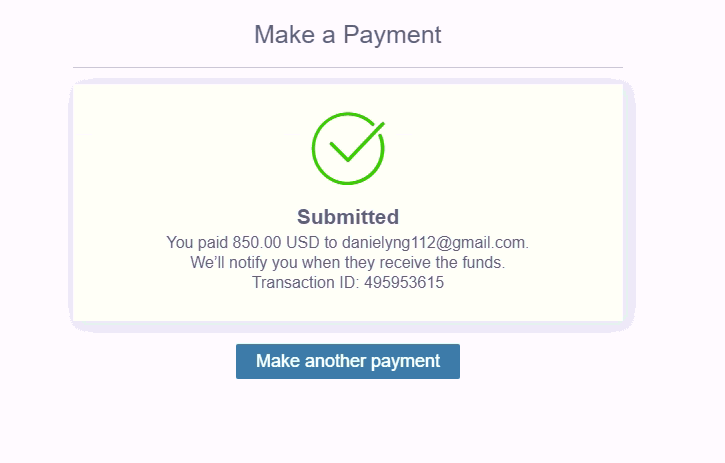 Make a Payment
Submitted
You paid 850.00 USD to danielyng112@gmail.com.
We’ll notify you when they receive the funds.
Transaction ID: 495953615
Make another payment